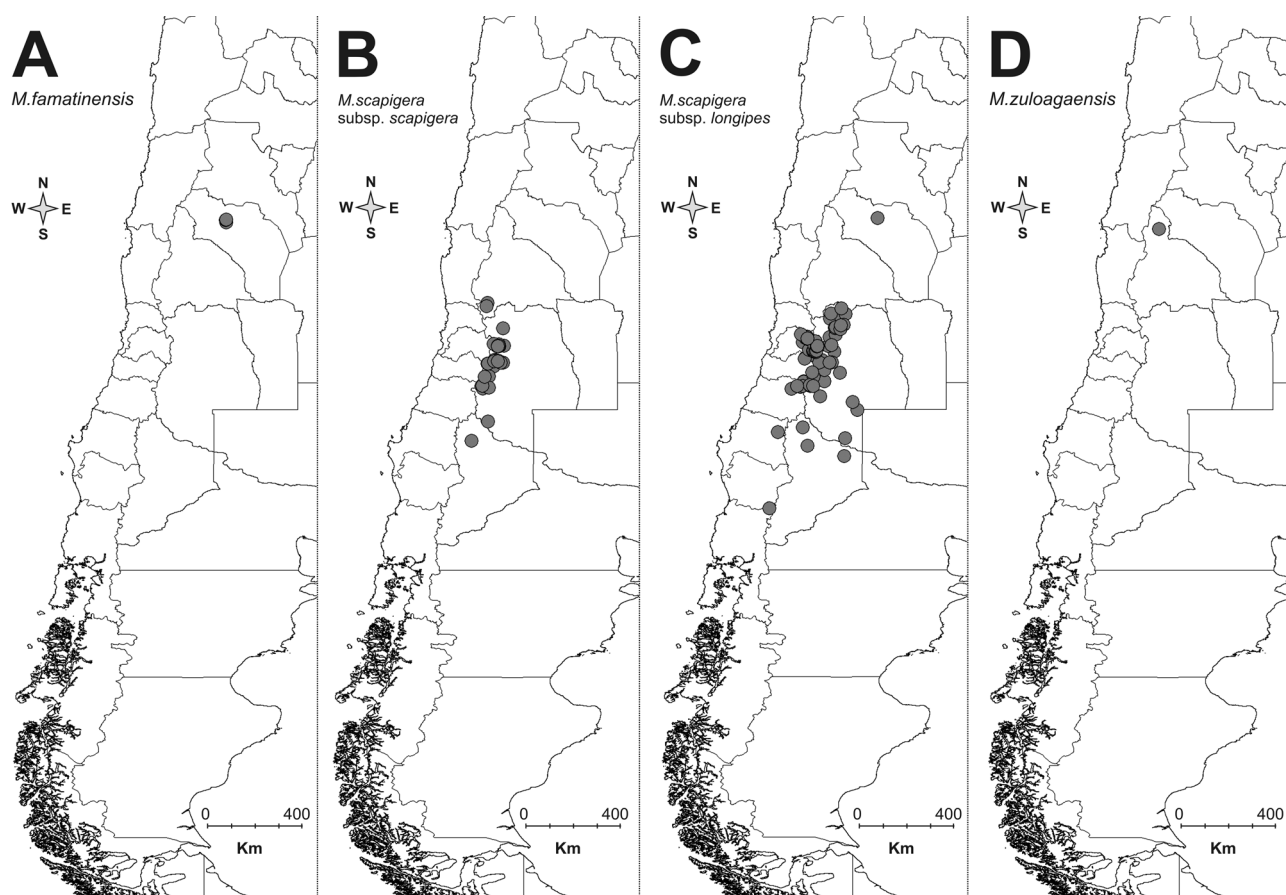 A
M.famatinensis
N
W E
S
0 400
Km
B
M.scapigera
subsp. scapigera
N
W E
S
0 400
Km
C
M.scapigera
subsp. longipes
N
W E
S
0 400
Km
D
M.zuloagaensis
N
W E
S
0 400
Km